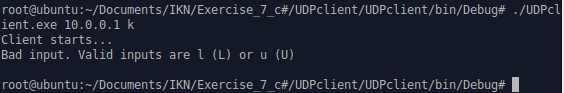 root@ubuntu:~/Documents/IKN/Exercise_7_c#/UDPclient/UDPclient/bin/Debug# ./UDPcl
ient.exe 10.0.0.1 k
Client starts...
Bad input. Valid inputs are l (L) or u (U)
root@ubuntu:~/Documents/IKN/Exercise_7_c#/UDPclient/UDPclient/bin/Debug#